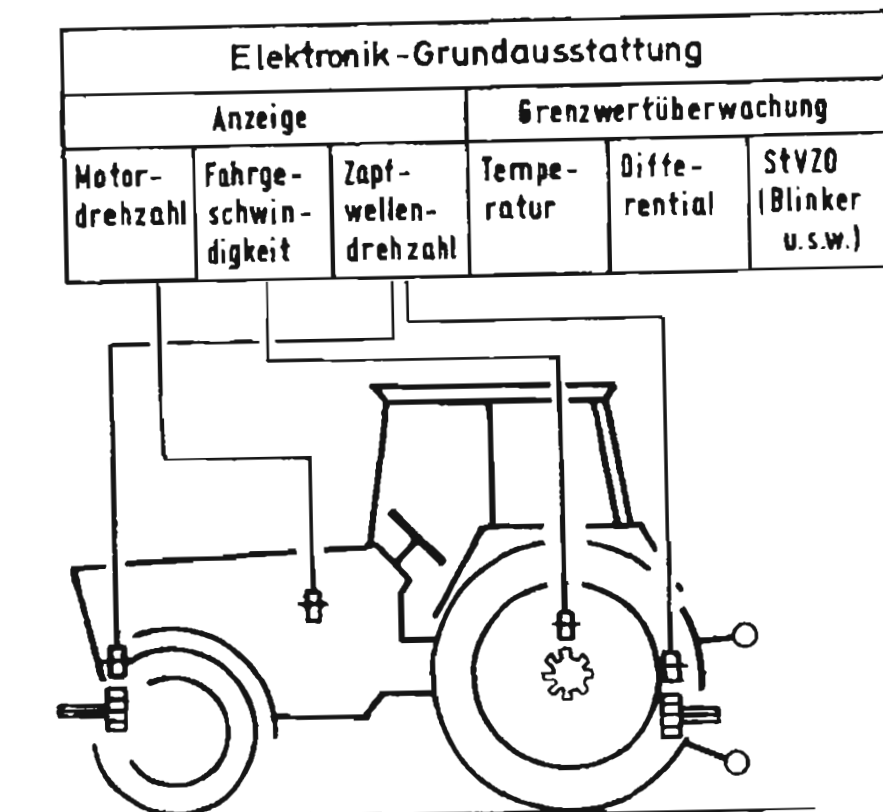 Elektronik-Grundausstattung
Anzeige
Grenzwertüberwachung
Motor-
drehzahl
Fahrge-
schwin-
digkeit
Zapf-
wellen-
drehzahl
Tempe-
ratur
Diffe-
rential
StVZO
(Blinker
u.s.w.)